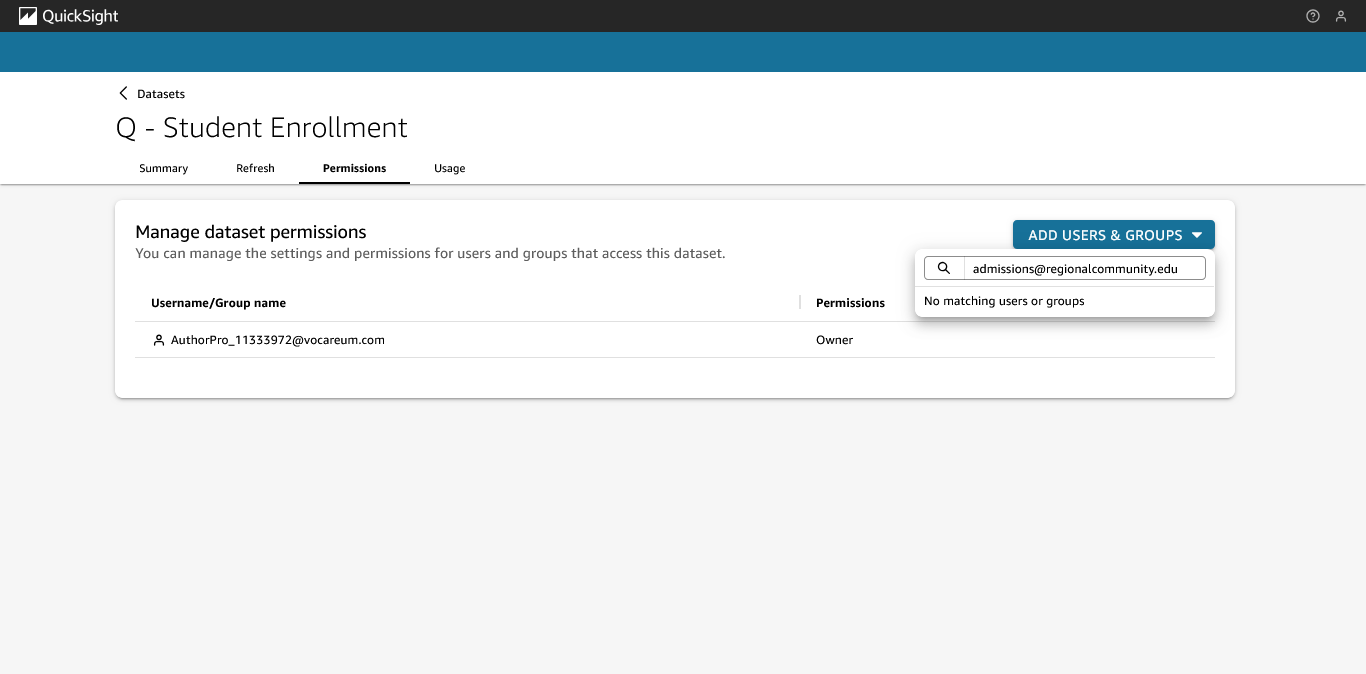 QuickSight
Datasets
Q - Student Enrollment
Summary Refresh Permissions Usage
Manage dataset permissions
You can manage the settings and permissions for users and groups that access this dataset.
ADD USERS & GROUPS
admissions@regionalcommunity.edu
No matching users or groups
Username/Group name Permissions
AuthorPro_11333972@vocareum.com Owner